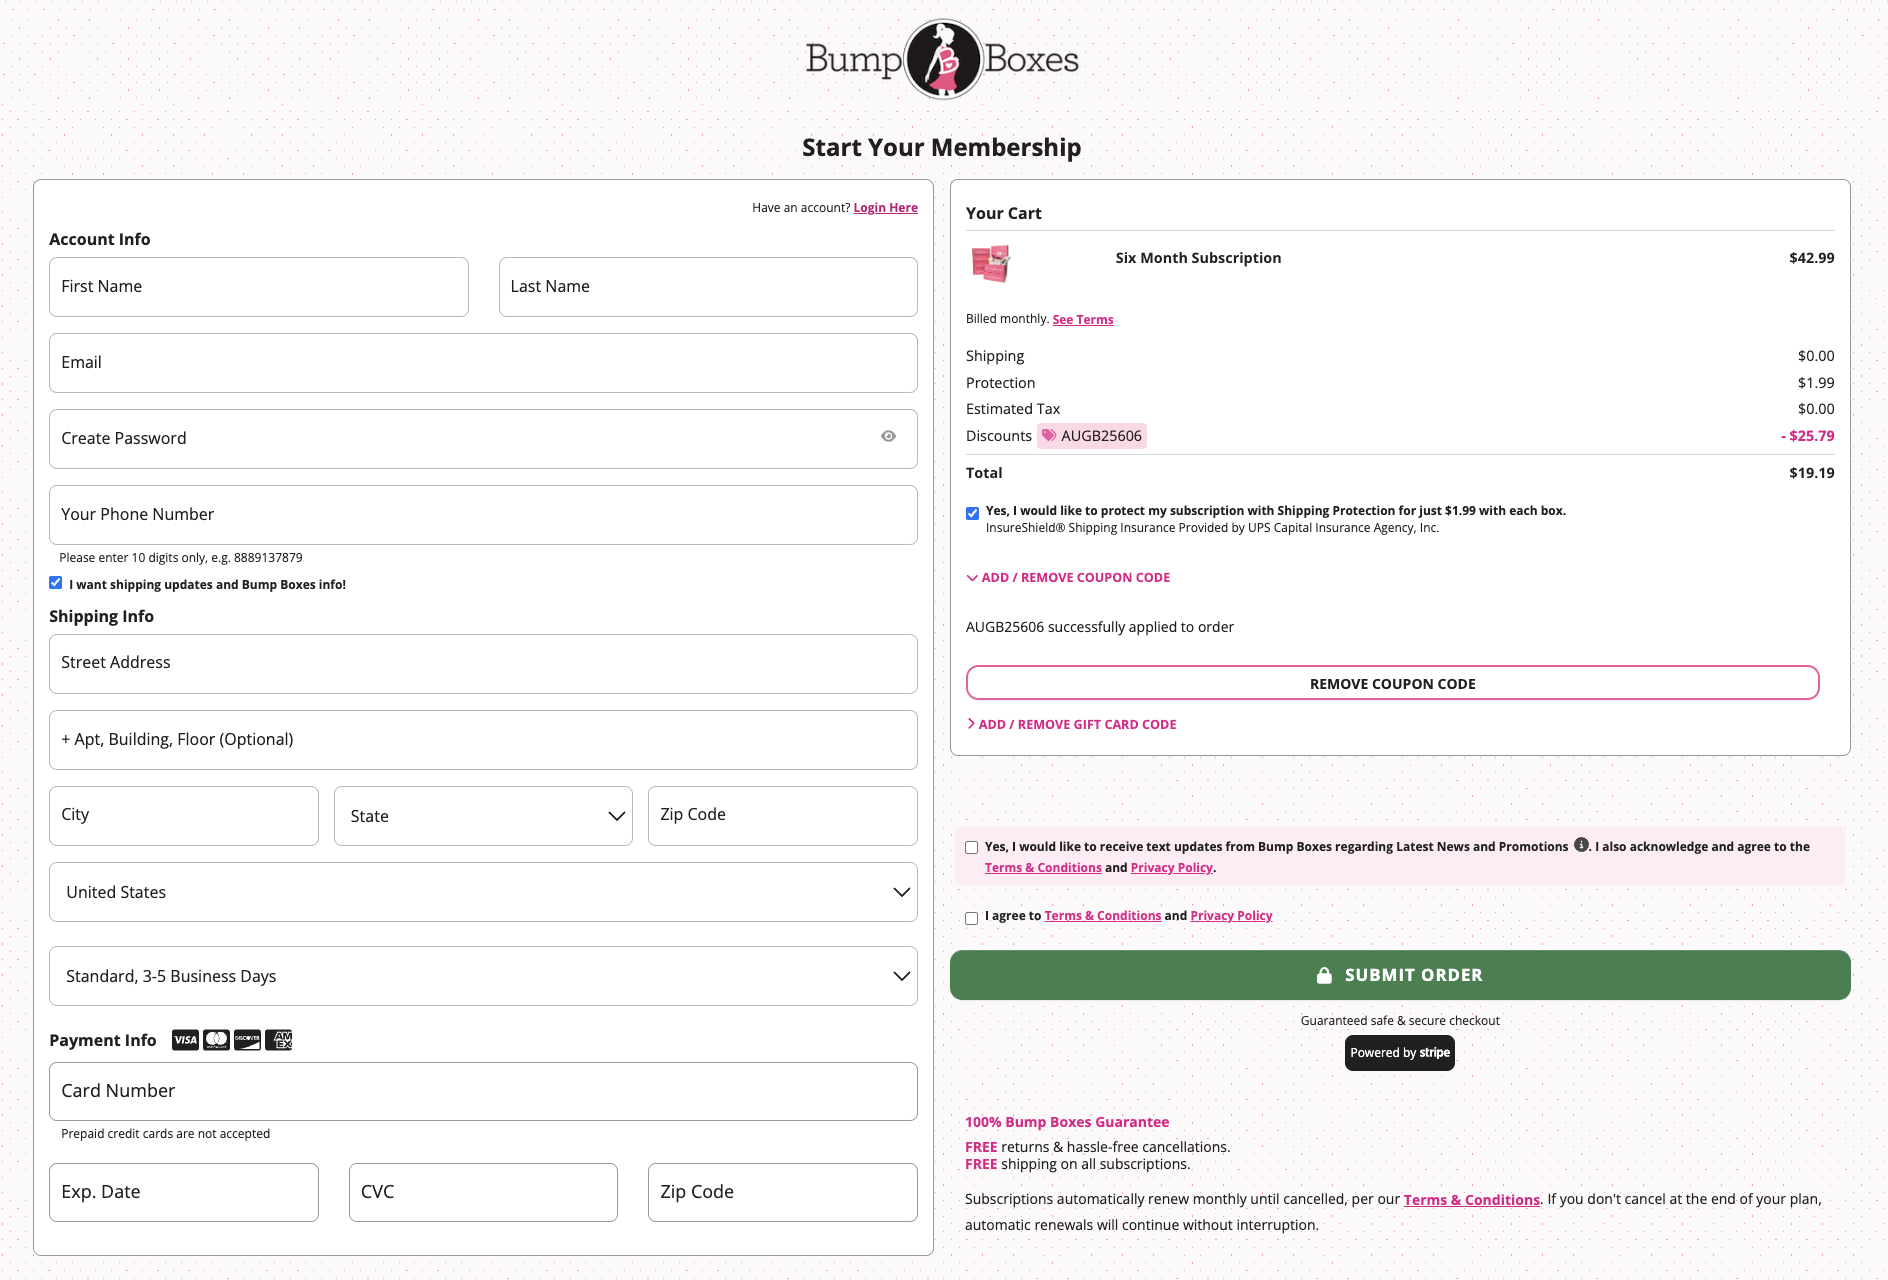 Bump Boxes
Start Your Membership
Have an account? Login Here
Account Info
First Name
Last Name
Email
Create Password
Your Phone Number
Please enter 10 digits only, e.g. 8889137879
I want shipping updates and Bump Boxes info!
Shipping Info
Street Address
+ Apt, Building, Floor (Optional)
City
State
Zip Code
United States
Standard, 3-5 Business Days
Payment Info VISA DISCOVER AM EX
Card Number
Prepaid credit cards are not accepted
Exp. Date
CVC
Zip Code
Your Cart
Six Month Subscription $42.99
Billed monthly. See Terms
Shipping $0.00
Protection $1.99
Estimated Tax $0.00
Discounts AUGB25606 - $25.79
Total $19.19
Yes, I would like to protect my subscription with Shipping Protection for just $1.99 with each box.
InsureShield® Shipping Insurance Provided by UPS Capital Insurance Agency, Inc.
ADD / REMOVE COUPON CODE
AUGB25606 successfully applied to order
REMOVE COUPON CODE
ADD / REMOVE GIFT CARD CODE
Yes, I would like to receive text updates from Bump Boxes regarding Latest News and Promotions i. I also acknowledge and agree to the
Terms & Conditions and Privacy Policy.
I agree to Terms & Conditions and Privacy Policy
SUBMIT ORDER
Guaranteed safe & secure checkout
Powered by stripe
100% Bump Boxes Guarantee
FREE returns & hassle-free cancellations.
FREE shipping on all subscriptions.
Subscriptions automatically renew monthly until cancelled, per our Terms & Conditions. If you don't cancel at the end of your plan,
automatic renewals will continue without interruption.